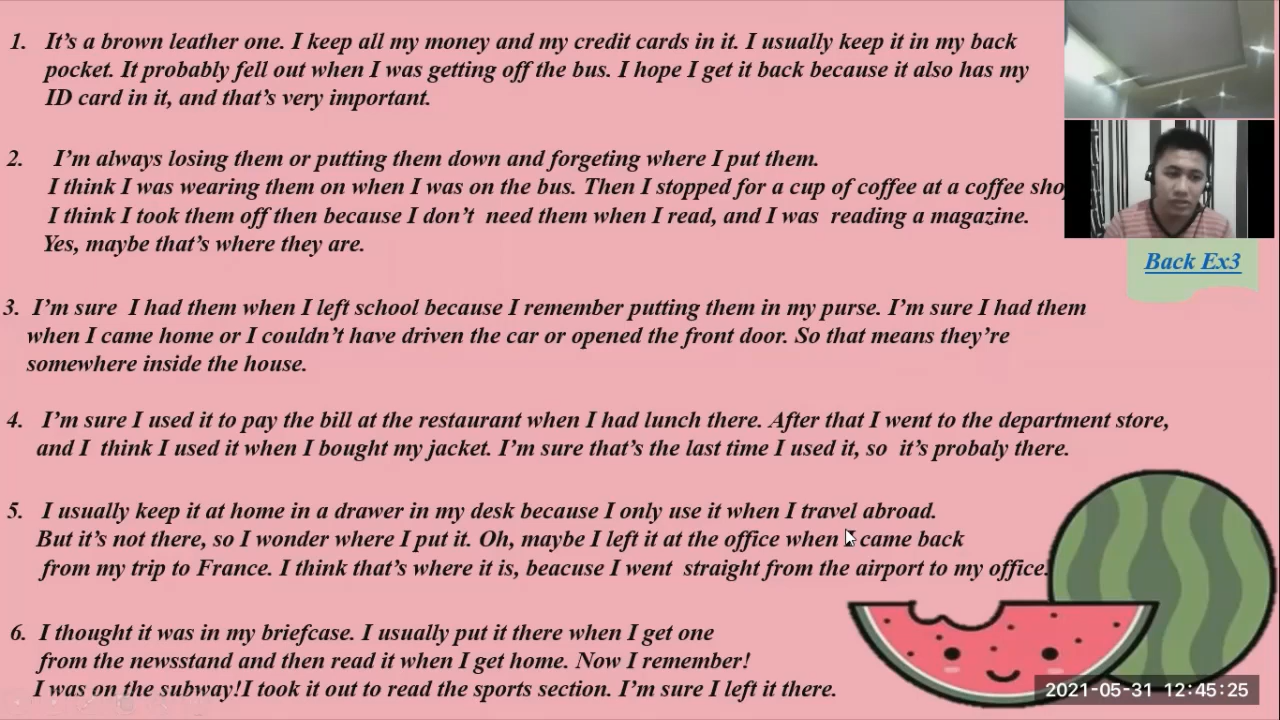 1. It's a brown leather one. I keep all my money and my credit cards in it. I usually keep it in my back
pocket. It probably fell out when I was getting off the bus. I hope I get it back because it also has my
ID card in it, and that's very important.
2. I'm always losing them or putting them down and forgeting where I put them.
I think I was wearing them on when I was on the bus. Then I stopped for a cup of coffee at a coffee
I think I took them off then because I don't need them when I read, and I was reading a magazine.
Yes, maybe that's where they are.
Back Ex3
3. I'm sure I had them when I left school because I remember putting them in my purse. I'm sure I had them
when I came home or I couldn't have driven the car or opened the front door. So that means they're
somewhere inside the house.
4. I'm sure I used it to pay the bill at the restaurant when I had lunch there. After that I went to the department store,
and I think I used it when I bought my jacket. I'm sure that's the last time I used it, so it's probaly there.
5. I usually keep it at home in a drawer in my desk because I only use it when I travel abroad.
But it's not there, so I wonder where I put it. Oh, maybe I left it at the office when I came back
from my trip to France. I think that's where it is, beacuse I went straight from the airport to my office.
6. I thought it was in my briefcase. I usually put it there when I get one
from the newsstand and then read it when I get home. Now I remember!
I was on the subway!I took it out to read the sports section. I'm sure I left it there.
2021-05-31 12:45:25